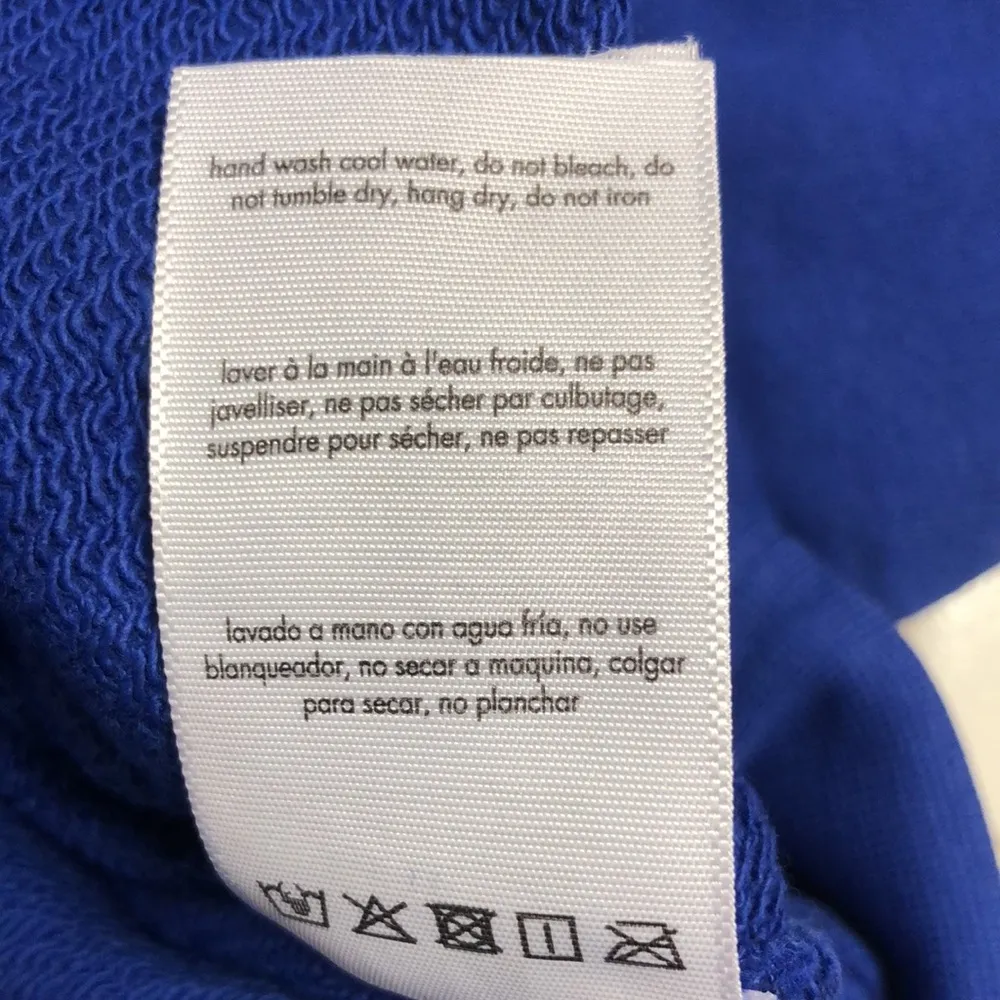 hand wash cool water, do not bleach, do
not tumble dry, hang dry, do not iron
laver à la main à l'eau froide, ne pas
javelliser, ne pas sécher par culbutage,
suspendre pour sécher, ne pas repasser
lavado a mano con agua fría, no use
blanqueador, no secar a maquina, colgar
para secar, no planchar